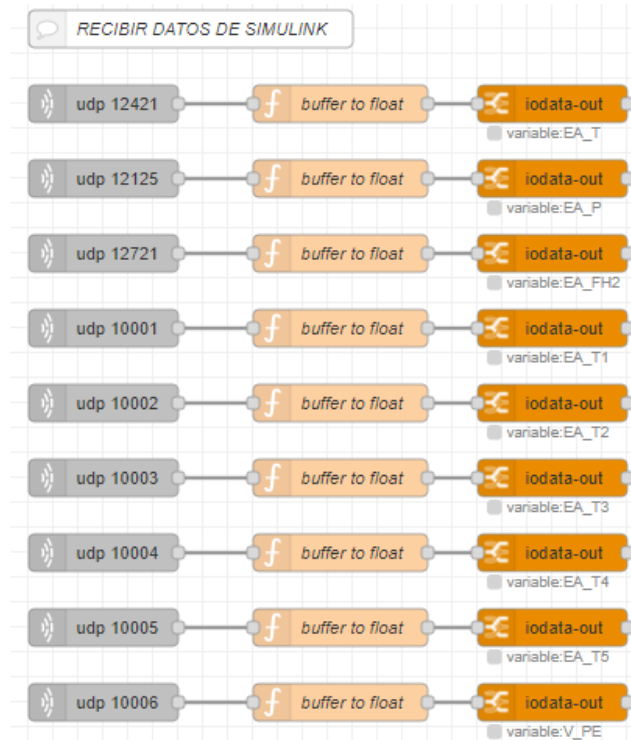 RECIBIR DATOS DE SIMULINK
udp 12421 buffer to float iodata-out
variable:EA_T
udp 12125 buffer to float iodata-out
variable:EA_P
udp 12721 buffer to float iodata-out
variable:EA_FH2
udp 10001 buffer to float iodata-out
variable:EA_T1
udp 10002 buffer to float iodata-out
variable:EA_T2
udp 10003 buffer to float iodata-out
variable:EA_T3
udp 10004 buffer to float iodata-out
variable:EA_T4
udp 10005 buffer to float iodata-out
variable:EA_T5
udp 10006 buffer to float iodata-out
variable:V_PE